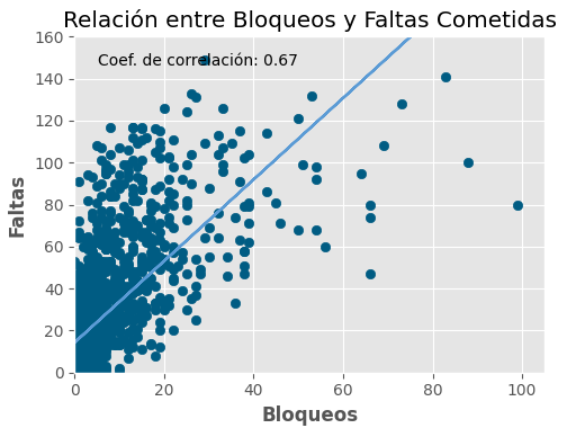 Relación entre Bloqueos y Faltas Cometidas
Coef. de correlación: 0.67
160
140
120
100
80
60
40
20
0
Faltas
0 20 40 60 80 100
Bloqueos